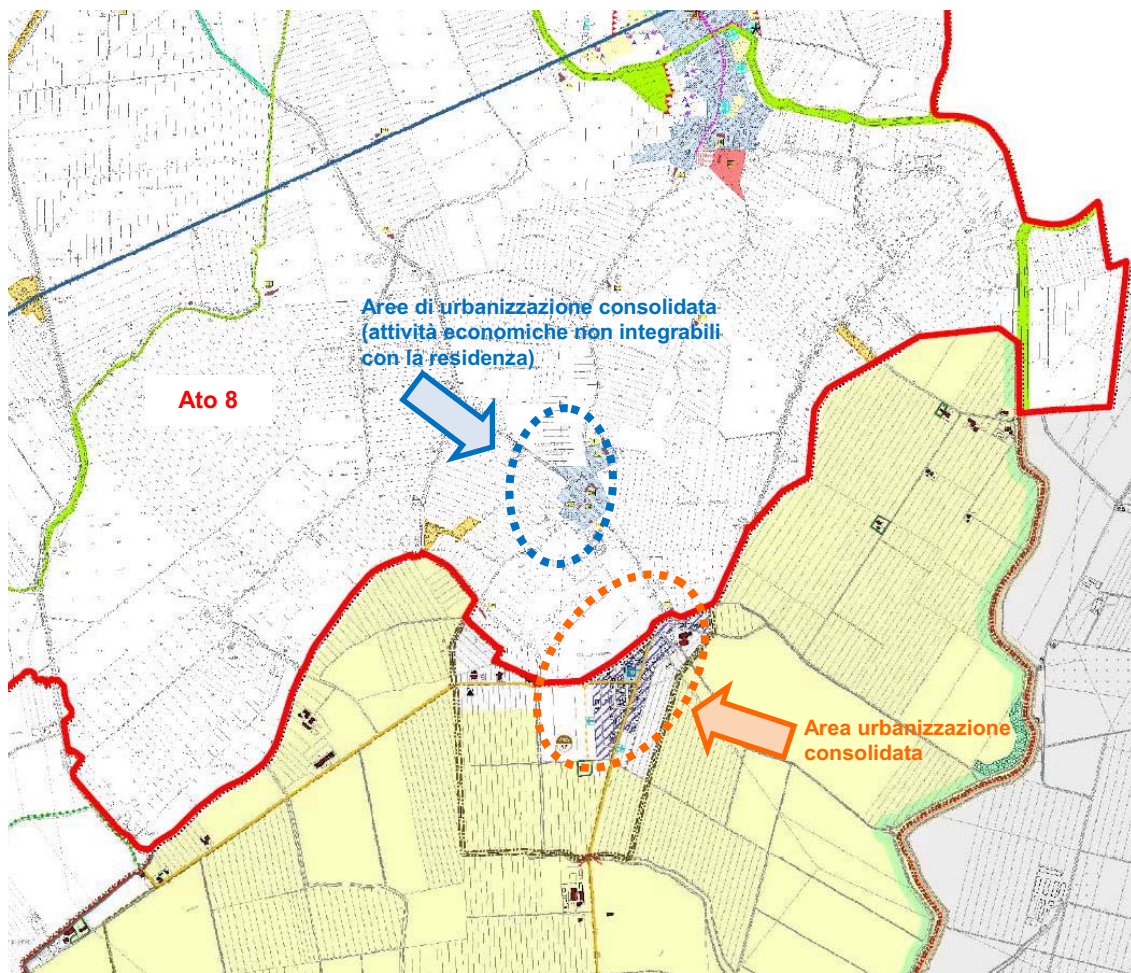 Aree di urbanizzazione consolidata
(attività economiche non integrabili
con la residenza)
Ato 8
Area urbanizzazione
consolidata